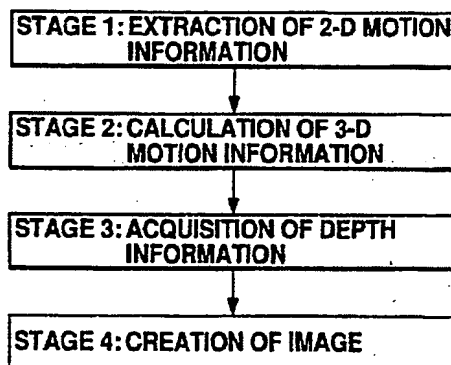 STAGE 1: EXTRACTION OF 2-D MOTION
INFORMATION
STAGE 2: CALCULATION OF 3-D
MOTION INFORMATION
STAGE 3: ACQUISITION OF DEPTH
INFORMATION
STAGE 4: CREATION OF IMAGE